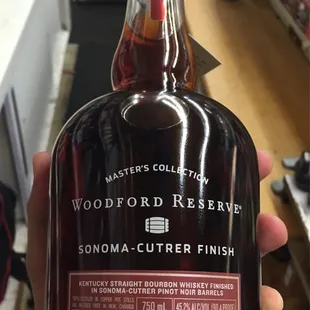 MASTER'S COLLECTION
WOODFORD RESERVE®
SONOMA-CUTRER FINISH
KENTUCKY STRAIGHT BOURBON WHISKEY FINISHED
IN SONOMA-CUTRER PINOT NOIR BARRELS
750 mL 45.2% ALC/VOL